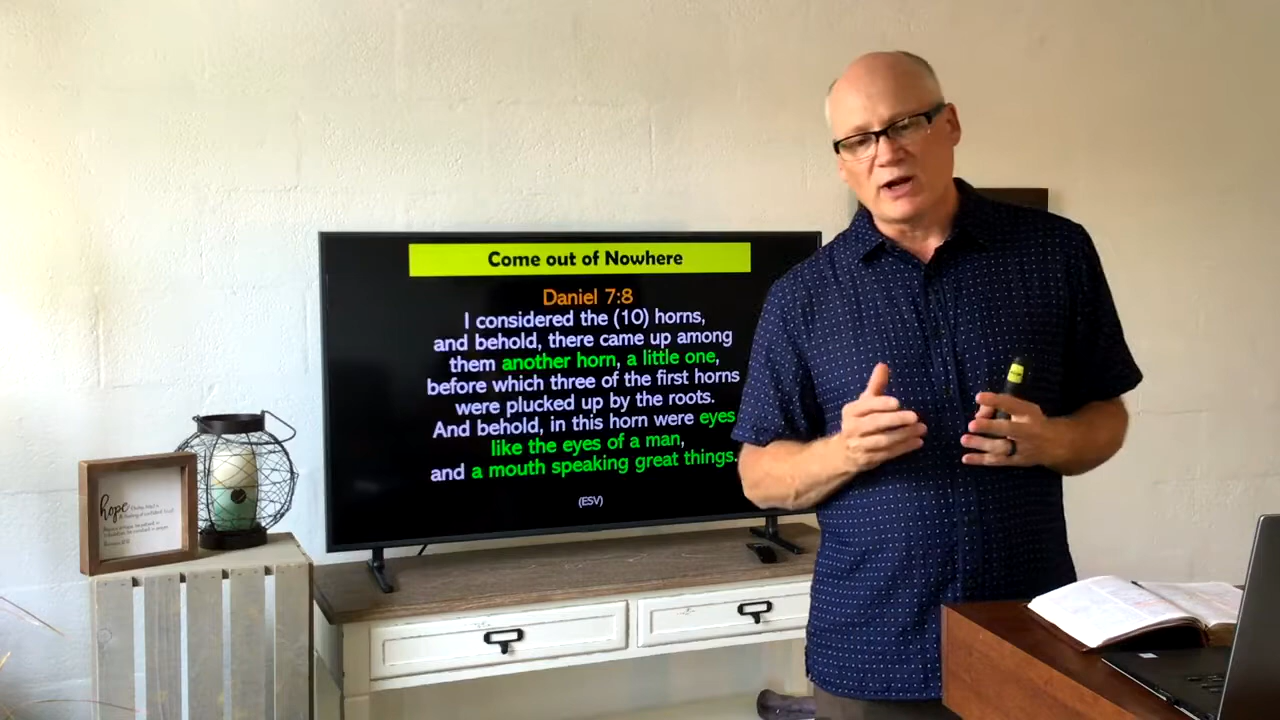 Come out of Nowhere
Daniel 7:8
I considered the (10) horns,
and behold, there came up among
them another horn, a little one,
before which three of the first horns
were plucked up by the roots.
And behold, in this horn were eyes
like the eyes of a man,
and a mouth speaking great things.
(ESV)
hope